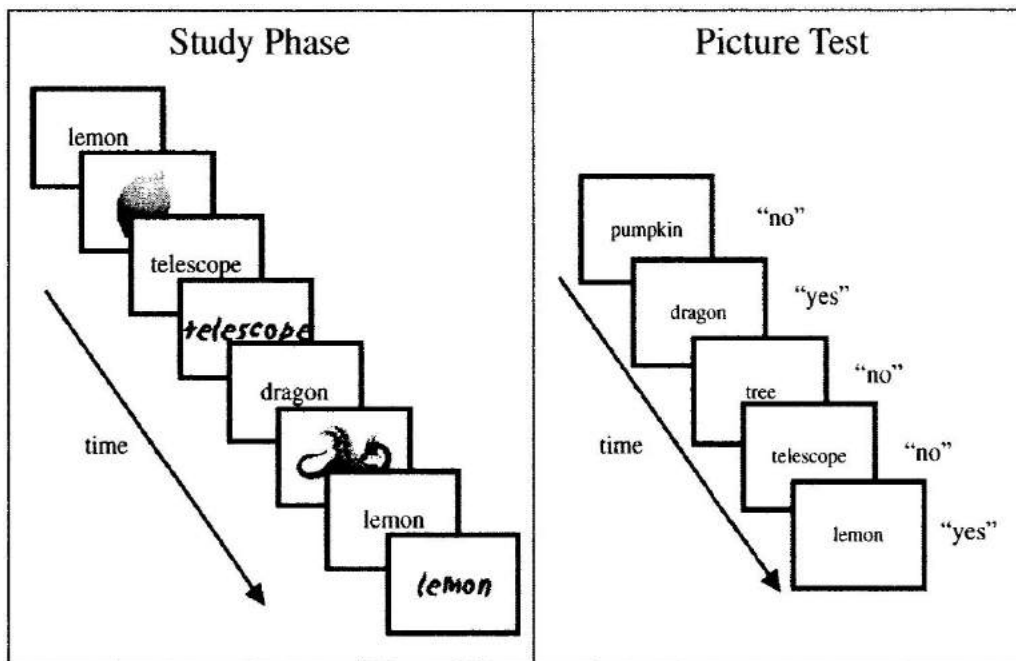 Study Phase
lemon
telescope
telescope
dragon
time
lemon
lemon
Picture Test
pumpkin
“no”
dragon
“yes”
tree
“no”
time
telescope
“no”
lemon
“yes”